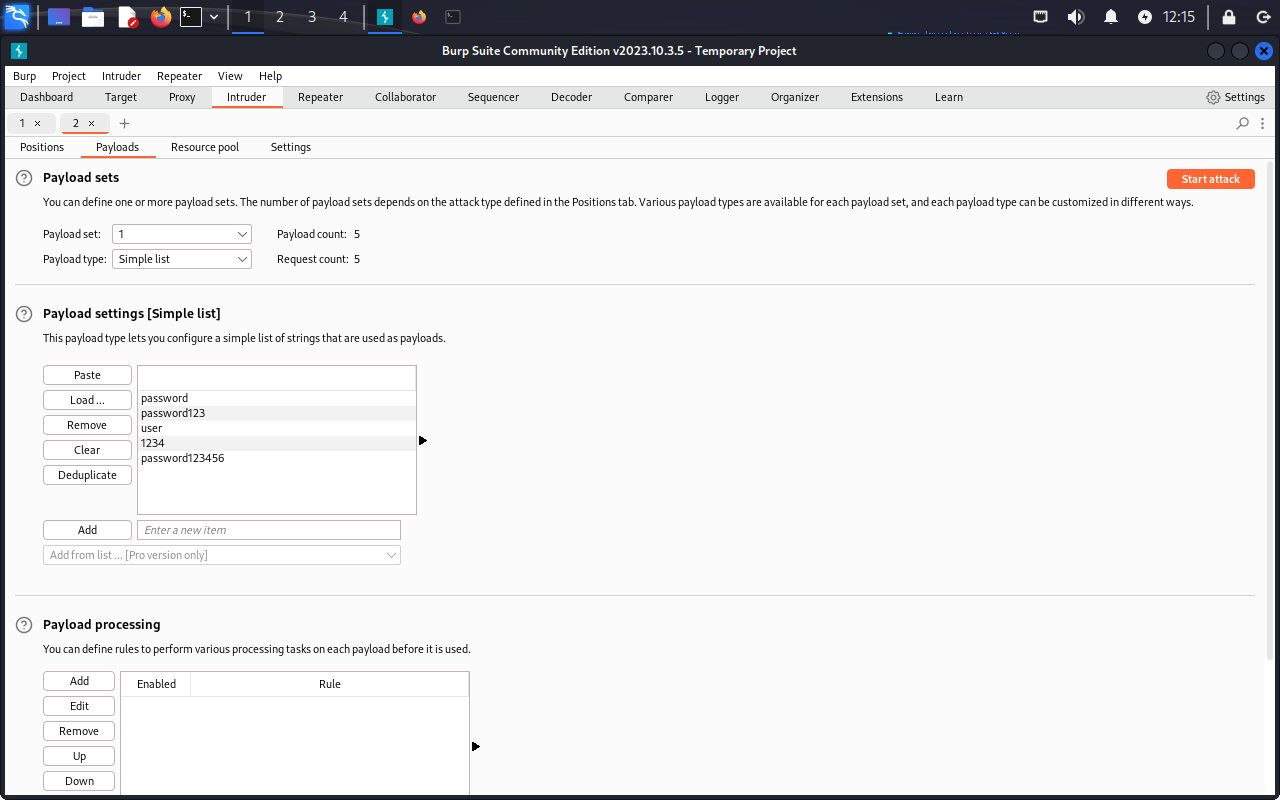 1 2 3 4 12:15
Burp Suite Community Edition v2023.10.3.5 - Temporary Project
Burp Project Intruder Repeater View Help
Dashboard Target Proxy Intruder Repeater Collaborator Sequencer Decoder Comparer Logger Organizer Extensions Learn Settings
1 × 2 × +
Positions Payloads Resource pool Settings
? Payload sets Start attack
You can define one or more payload sets. The number of payload sets depends on the attack type defined in the Positions tab. Various payload types are available for each payload set, and each payload type can be customized in different ways.
Payload set: 1 Payload count: 5
Payload type: Simple list Request count: 5
? Payload settings [Simple list]
This payload type lets you configure a simple list of strings that are used as payloads.
Paste
Load ... password
Remove password123
user
Clear 1234
password123456
Deduplicate
Add Enter a new item
Add from list ... [Pro version only]
? Payload processing
You can define rules to perform various processing tasks on each payload before it is used.
Add Enabled Rule
Edit
Remove
Up
Down